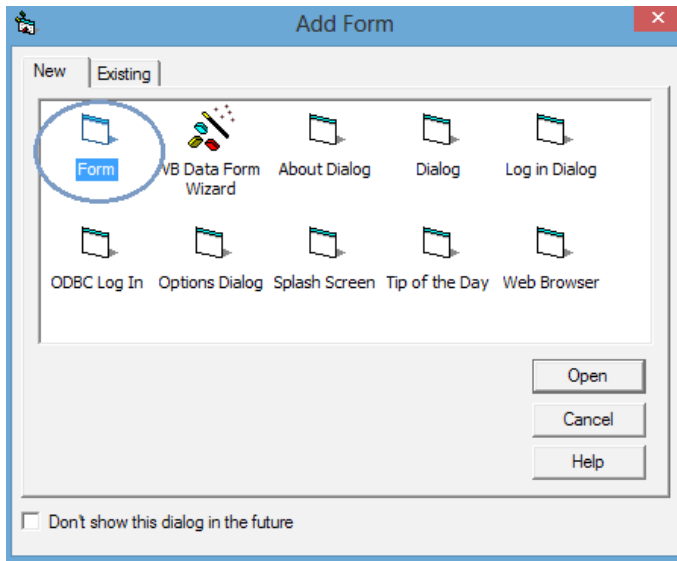 Add Form
New Existing
Form VB Data Form Wizard About Dialog Dialog Log in Dialog
ODBC Log In Options Dialog Splash Screen Tip of the Day Web Browser
Open
Cancel
Help
Don't show this dialog in the future